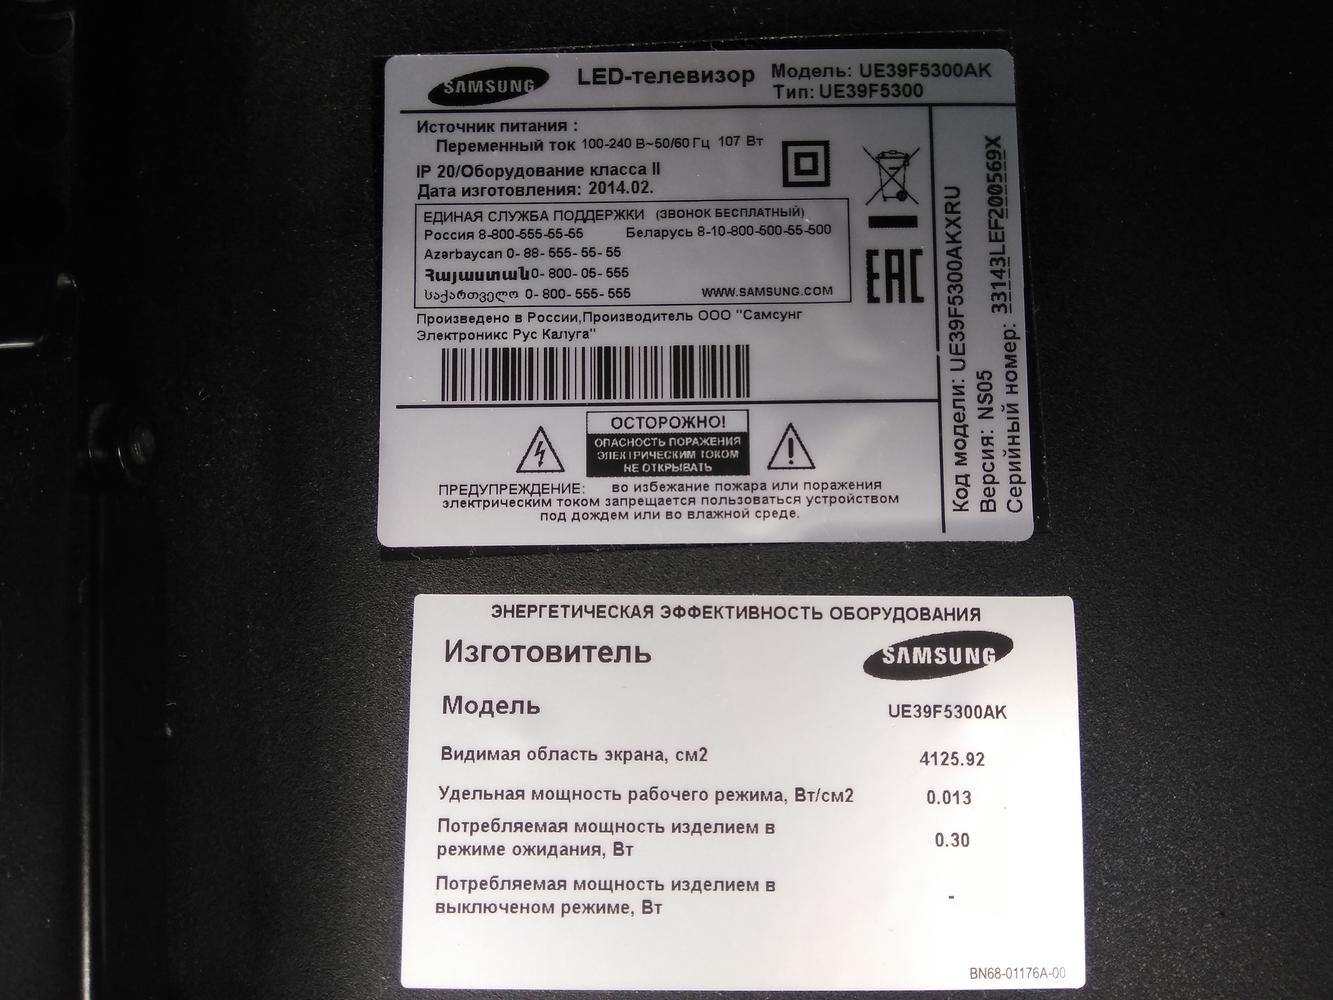 SAMSUNG
LED-телевизор
Модель: UE39F5300AK
Тип: UE39F5300
Источник питания :
Переменный ток 100-240 В~50/60 Гц 107 Вт
IP 20/Оборудование класса II
Дата изготовления: 2014.02.
ЕДИНАЯ СЛУЖБА ПОДДЕРЖКИ (ЗВОНОК БЕСПЛАТНЫЙ)
Россия 8-800-555-55-55 Беларусь 8-10-800-500-55-500
Azərbaycan 0- 88- 555- 55- 55
Հայաստան 0- 800- 05- 555
საქართველო 0- 800- 555- 555 WWW.SAMSUNG.COM
Произведено в России,Производитель ООО "Самсунг
Электроникс Рус Калуга"
EAC
ОСТОРОЖНО!
ОПАСНОСТЬ ПОРАЖЕНИЯ
ЭЛЕКТРИЧЕСКИМ ТОКОМ
НЕ ОТКРЫВАТЬ
ПРЕДУПРЕЖДЕНИЕ: во избежание пожара или поражения
электрическим током запрещается пользоваться устройством
под дождем или во влажной среде.
Код модели: UE39F5300AKXRU
Версия: NS05
Серийный номер: 33143LEF200569X
ЭНЕРГЕТИЧЕСКАЯ ЭФФЕКТИВНОСТЬ ОБОРУДОВАНИЯ
Изготовитель SAMSUNG
Модель UE39F5300AK
Видимая область экрана, см2 4125.92
Удельная мощность рабочего режима, Вт/см2 0.013
Потребляемая мощность изделием в
режиме ожидания, Вт 0.30
Потребляемая мощность изделием в
выключеном режиме, Вт -
BN68-01176A-00